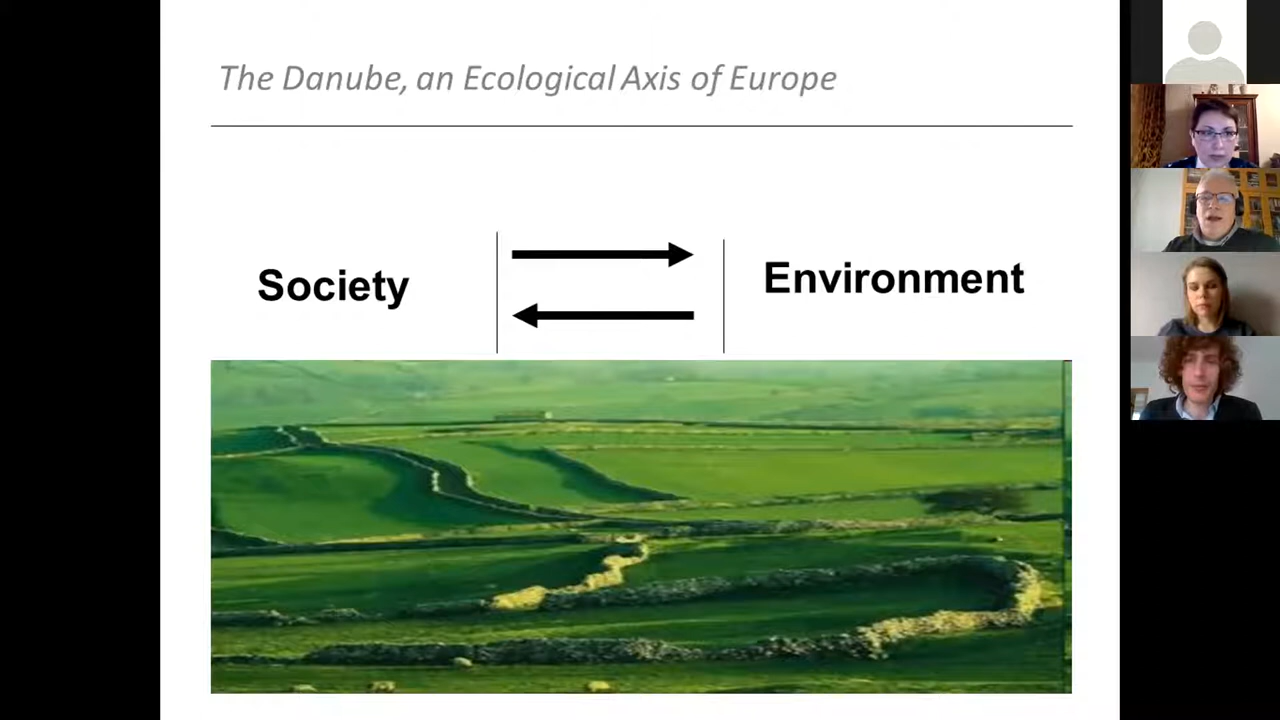 The Danube, an Ecological Axis of Europe
Society
Environment